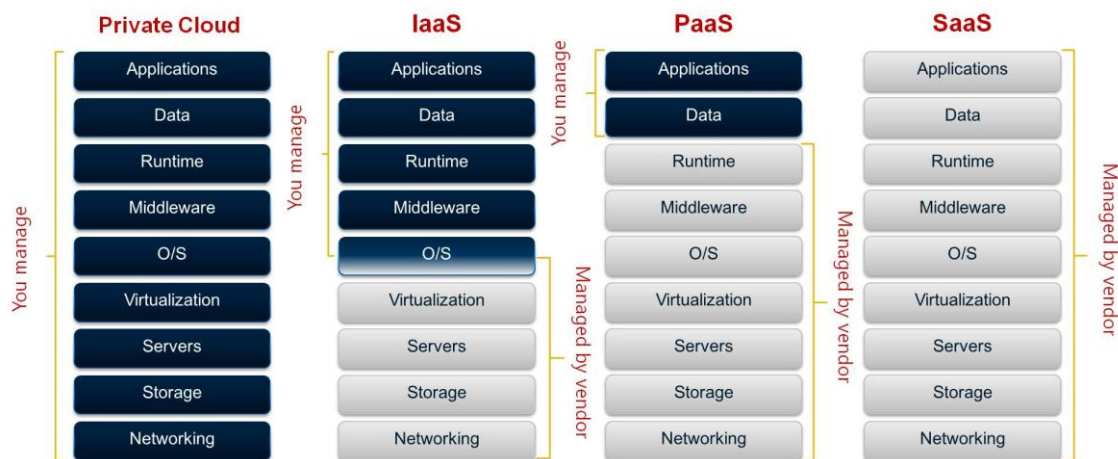 Private Cloud
You manage
Applications
Data
Runtime
Middleware
O/S
Virtualization
Servers
Storage
Networking
IaaS
You manage
Applications
Data
Runtime
Middleware
O/S
Virtualization
Servers
Storage
Networking
Managed by vendor
PaaS
You manage
Applications
Data
Runtime
Middleware
O/S
Virtualization
Servers
Storage
Networking
Managed by vendor
SaaS
Applications
Data
Runtime
Middleware
O/S
Virtualization
Servers
Storage
Networking
Managed by vendor